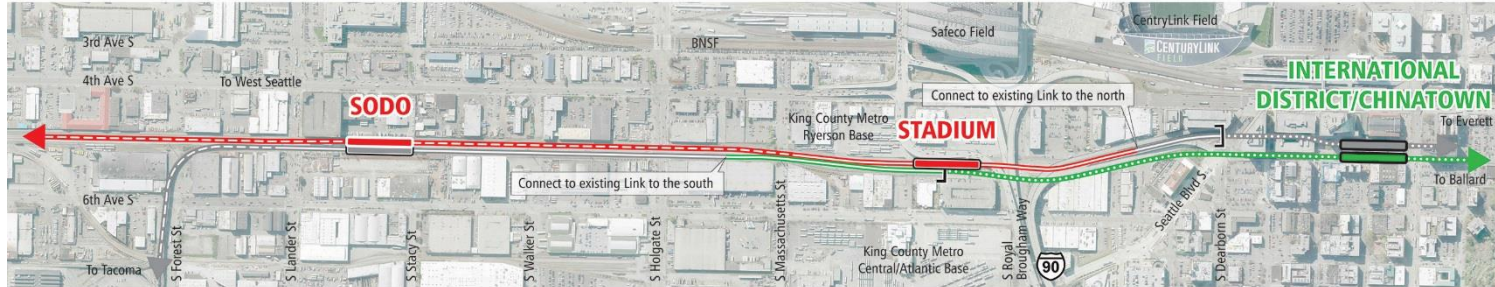 3rd Ave S
4th Ave S
To West Seattle
SODO
BNSF
Safeco Field
CentryLink Field
CENTURYLINK
FIELD
INTERNATIONAL
DISTRICT/CHINATOWN
To Everett
Connect to existing Link to the north
King County Metro
Ryerson Base
STADIUM
Connect to existing Link to the south
6th Ave S
To Tacoma
S Forest St
S Lander St
S Stacy St
S Walker St
S Holgate St
S Massachusetts St
King County Metro
Central/Atlantic Base
S Royal
Brougham Way
90
Seattle Blvd S
S Dearborn St
To Ballard